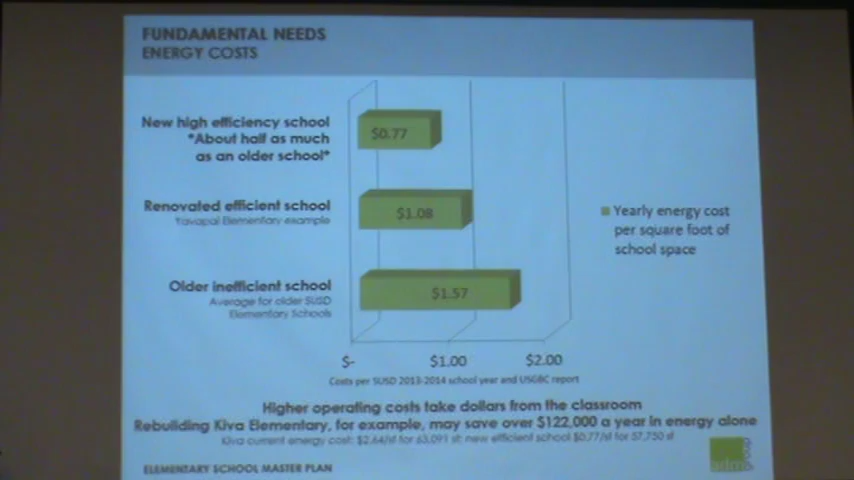 FUNDAMENTAL NEEDS
ENERGY COSTS
New high efficiency school
*About half as much
as an older school*
$0.77
Renovated efficient school
Yavapai Elementary example
$1.08
Yearly energy cost
per square foot of
school space
Older inefficient school
Average for older SUSD
Elementary Schools
$1.57
$- $1.00 $2.00
Costs per SUSD 2013-2014 school year and USGBC report
Higher operating costs take dollars from the classroom
Rebuilding Kiva Elementary, for example, may save over $122,000 a year in energy alone
Kiva current energy cost: $2.64/sf for 63,091 sf; new efficient school $0.77/sf for 57,750 sf
ELEMENTARY SCHOOL MASTER PLAN
adm
group